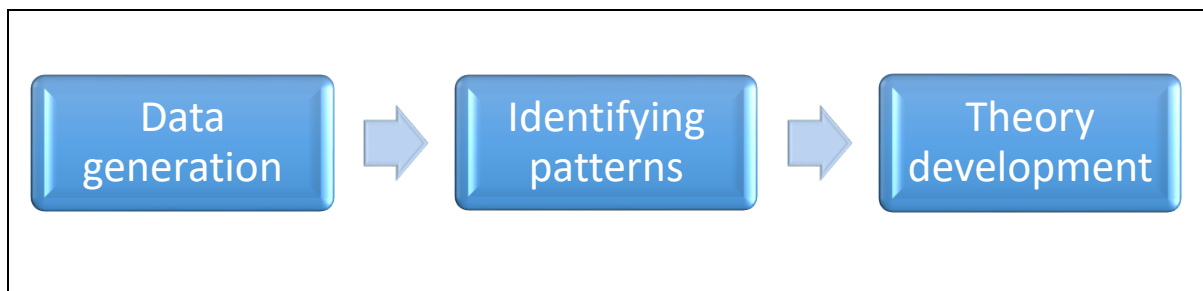 Data
generation
Identifying
patterns
Theory
development